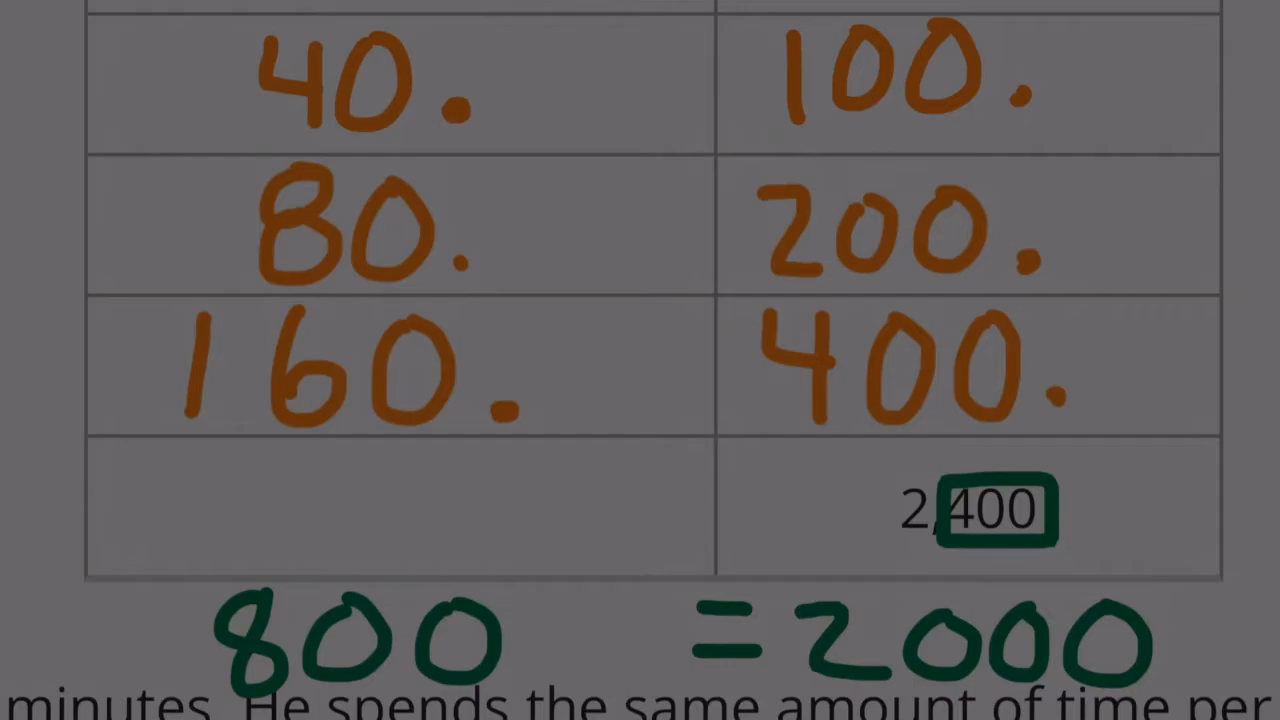 40. 100.
80. 200.
160. 400.
2,400
800 = 2000
minutes. He spends the same amount of time per